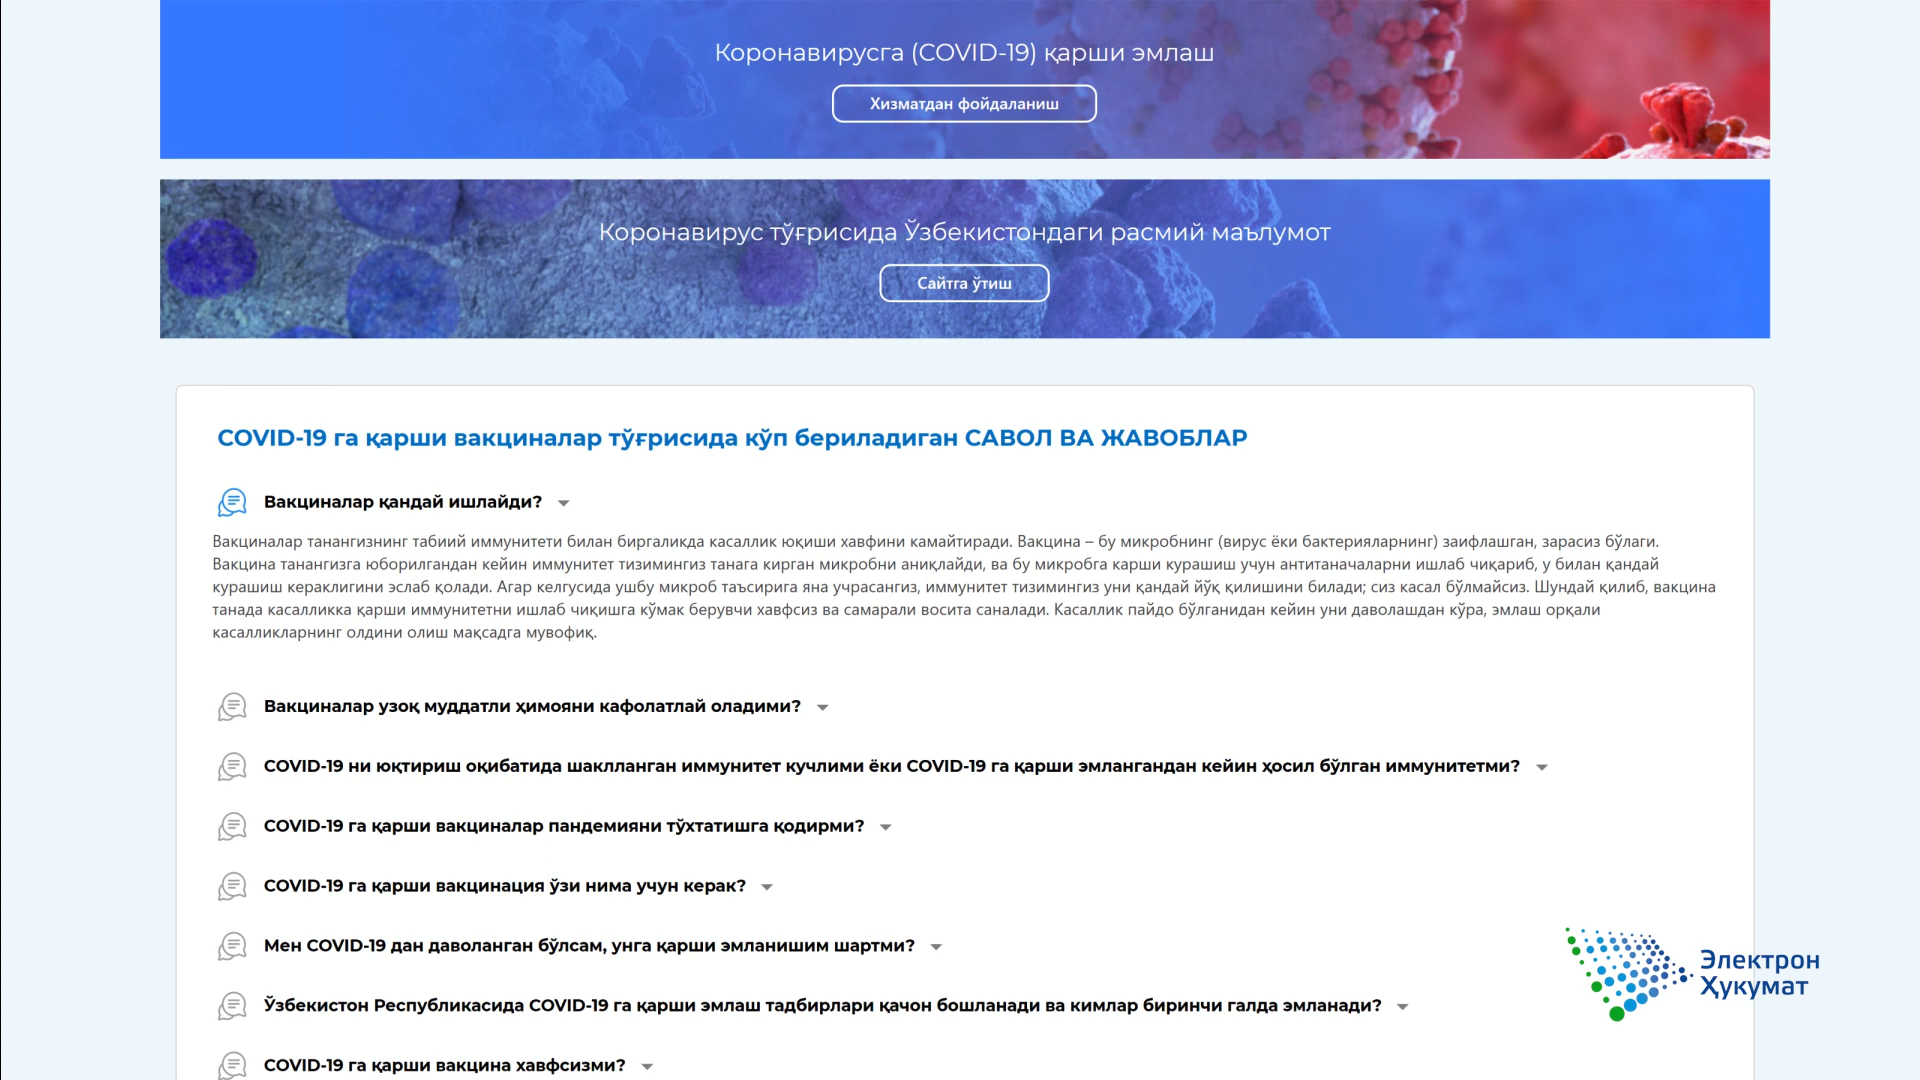 Коронавирусга (COVID-19) қарши эмлаш
Хизматдан фойдаланиш
Коронавирус тўғрисида Ўзбекистондаги расмий маълумот
Сайтга ўтиш
COVID-19 га қарши вакциналар тўғрисида кўп бериладиган САВОЛ ВА ЖАВОБЛАР
Вакциналар қандай ишлайди?
Вакциналар танангизнинг табиий иммунитети билан биргаликда касаллик юқиши хавфини камайтиради. Вакцина – бу микробнинг (вирус ёки бактерияларнинг) заифлашган, зарасиз бўлаги.
Вакцина танангизга юборилгандан кейин иммунитет тизимингиз танага кирган микробни аниқлайди, ва бу микробга карши курашиш учун антитаначаларни ишлаб чиқариб, у билан қандай
курашиш кераклигини эслаб қолади. Агар келгусида ушбу микроб таъсирига яна учрасангиз, иммунитет тизимингиз уни қандай йўқ қилишини билади; сиз касал бўлмайсиз. Шундай қилиб, вакцина
танада касалликка қарши иммунитетни ишлаб чиқишга кўмак берувчи хавфсиз ва самарали восита саналади. Касаллик пайдо бўлганидан кейин уни даволашдан кўра, эмлаш орқали
касалликларнинг олдини олиш мақсадга мувофиқ.
Вакциналар узоқ муддатли ҳимояни кафолатлай оладими?
COVID-19 ни юқтириш оқибатида шаклланган иммунитет кучлими ёки COVID-19 га қарши эмлангандан кейин ҳосил бўлган иммунитетми?
COVID-19 га қарши вакциналар пандемияни тўхтатишга қодирми?
COVID-19 га қарши вакцинация ўзи нима учун керак?
Мен COVID-19 дан даволанган бўлсам, унга қарши эмланишим шартми?
Ўзбекистон Республикасида COVID-19 га қарши эмлаш тадбирлари қачон бошланади ва кимлар биринчи галда эмланади?
COVID-19 га қарши вакцина хавфсизми?
Электрон
Ҳукумат